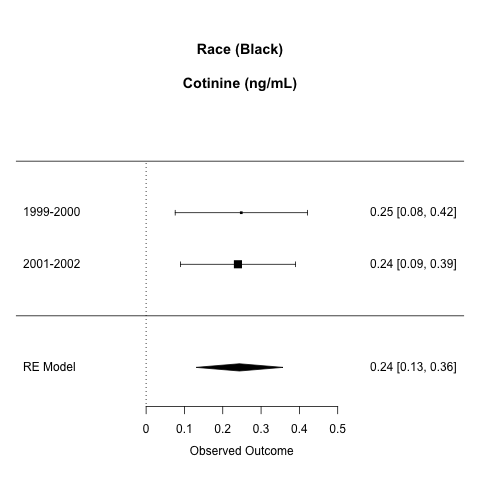 Race (Black)
Cotinine (ng/mL)
1999-2000 0.25 [0.08, 0.42]
2001-2002 0.24 [0.09, 0.39]
RE Model 0.24 [0.13, 0.36]
0 0.1 0.2 0.3 0.4 0.5
Observed Outcome